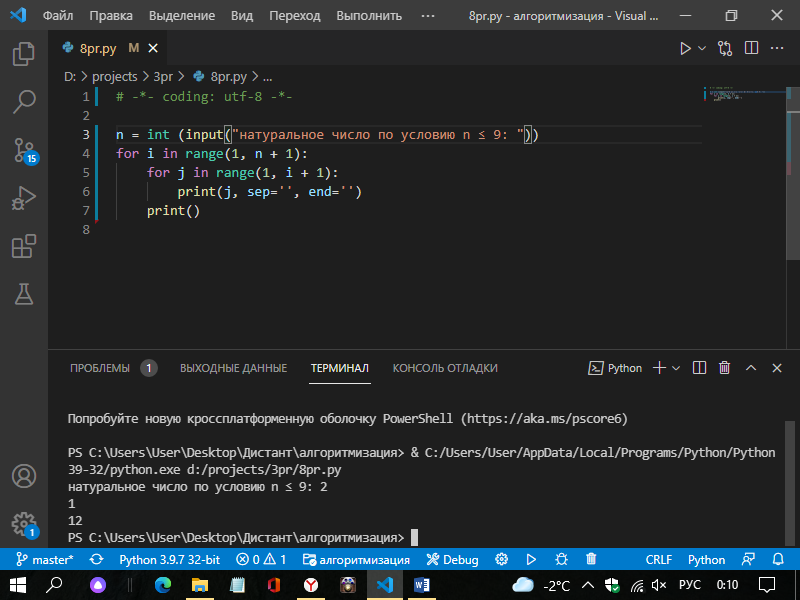 Файл Правка Выделение Вид Переход Выполнить ··· 8pr.py - алгоритмизация - Visual ...
8pr.py M
D: > projects > 3pr > 8pr.py > ...
1 # -*- coding: utf-8 -*-
2
3 n = int (input("натуральное число по условию n ≤ 9: "))
4 for i in range(1, n + 1):
5 for j in range(1, i + 1):
6 print(j, sep='', end='')
7 print()
8
15
ПРОБЛЕМЫ 1 ВЫХОДНЫЕ ДАННЫЕ ТЕРМИНАЛ КОНСОЛЬ ОТЛАДКИ Python
Попробуйте новую кроссплатформенную оболочку PowerShell (https://aka.ms/pscore6)
PS C:\Users\User\Desktop\Дистант\алгоритмизация> & C:/Users/User/AppData/Local/Programs/Python/Python
39-32/python.exe d:/projects/3pr/8pr.py
натуральное число по условию n ≤ 9: 2
1
12
PS C:\Users\User\Desktop\Дистант\алгоритмизация>
1
master* Python 3.9.7 32-bit 0 1 алгоритмизация Debug CRLF Python
-2°C РУС 0:10